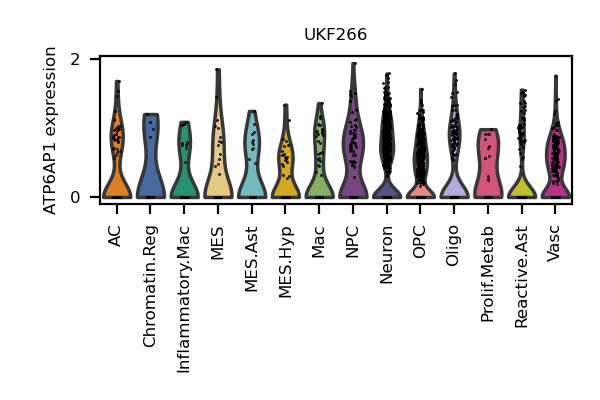 UKF266
ATP6AP1 expression
2
0
AC
Chromatin.Reg
Inflammatory.Mac
MES
MES.Ast
MES.Hyp
Mac
NPC
Neuron
OPC
Oligo
Prolif.Metab
Reactive.Ast
Vasc